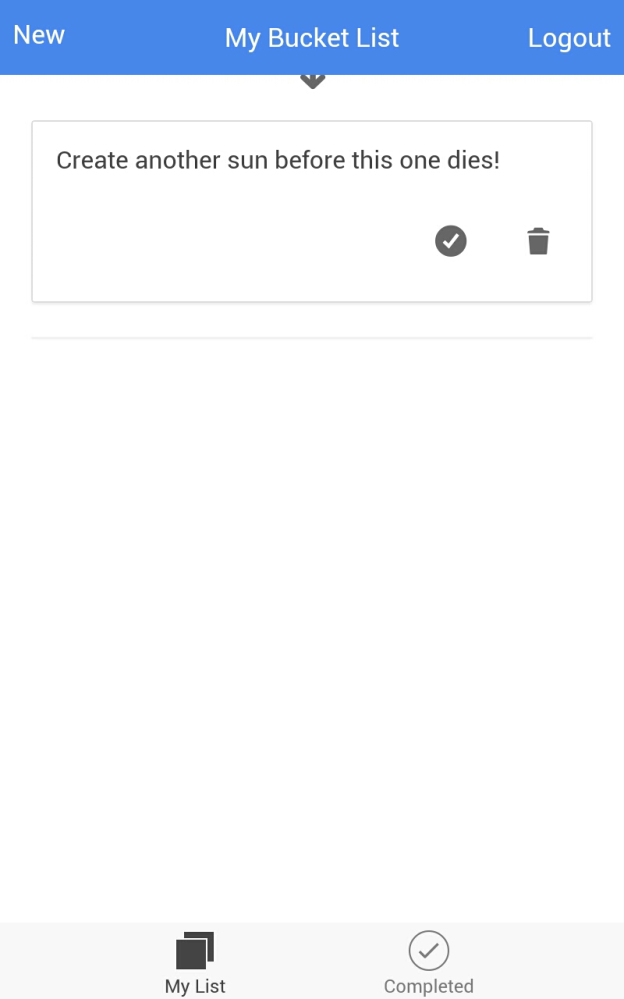 New
My Bucket List
Logout
Create another sun before this one dies!
My List
Completed